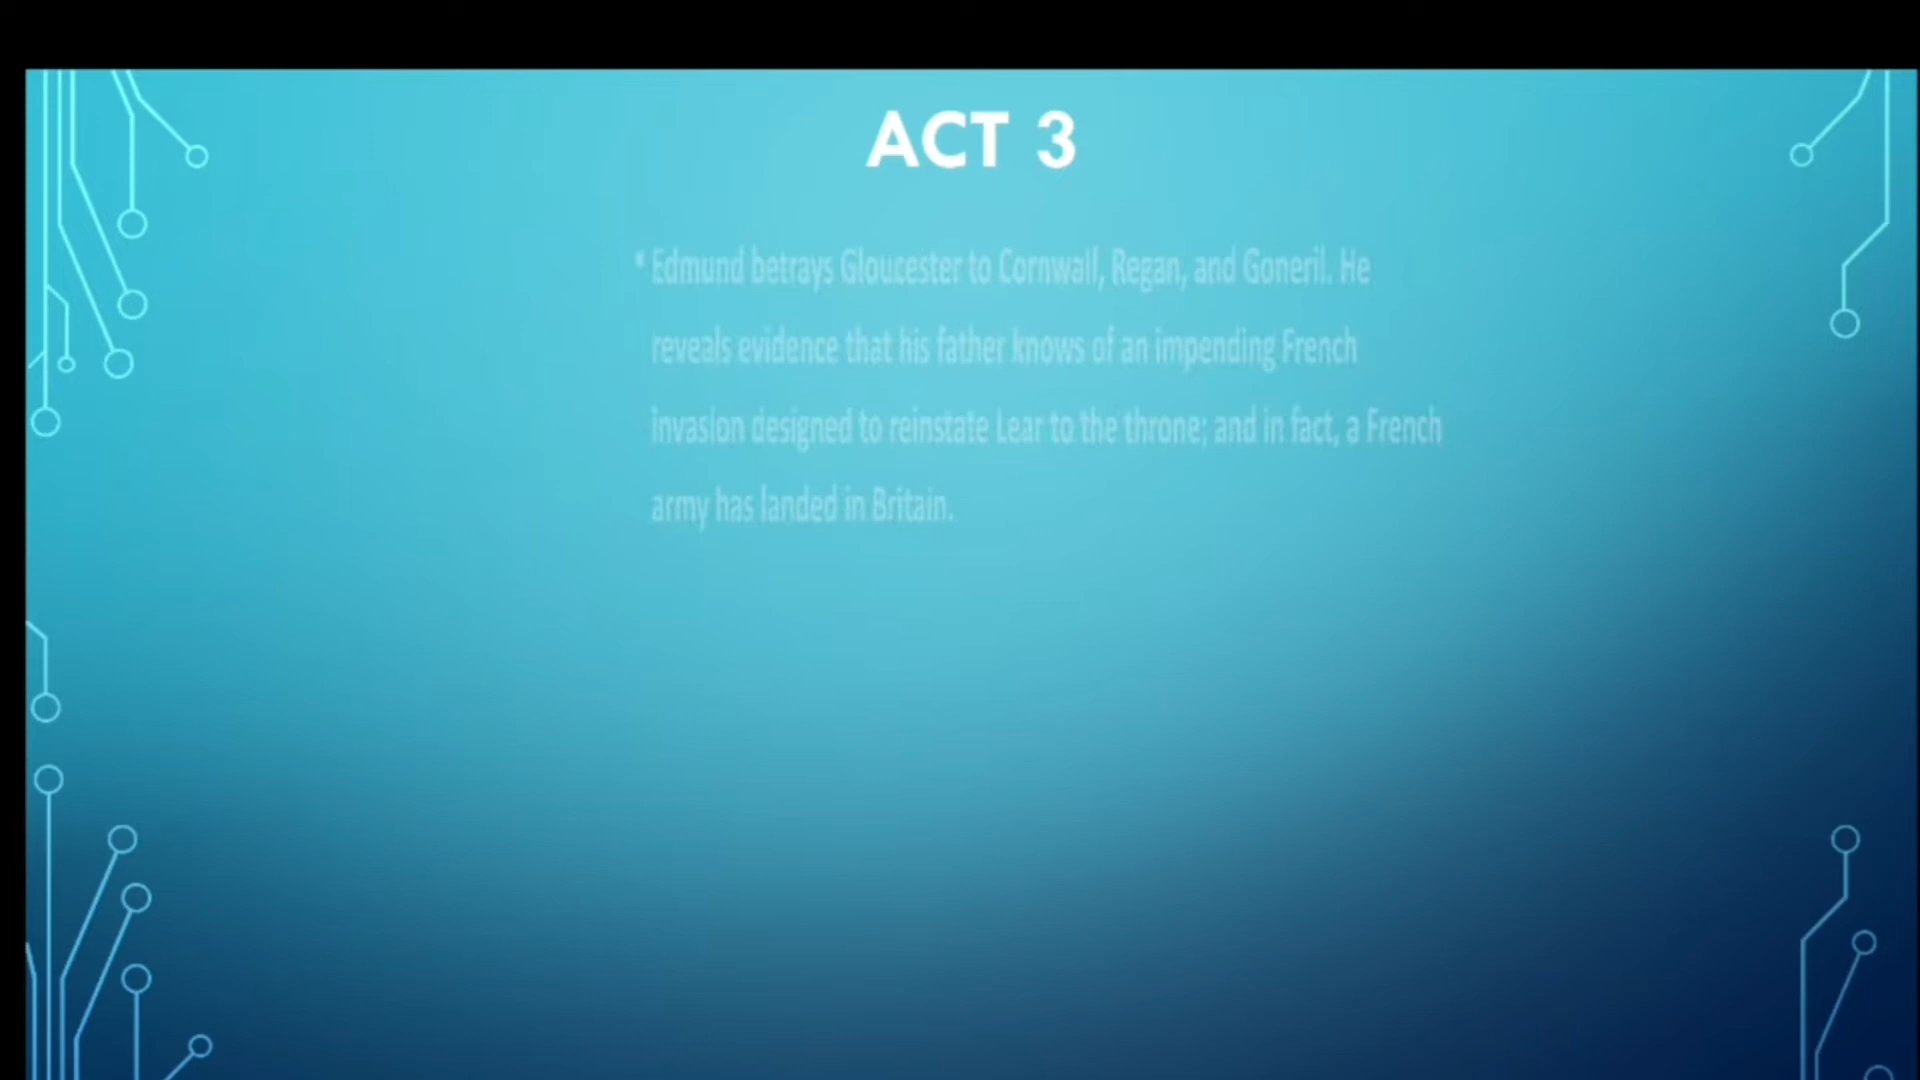 ACT 3
• Edmund betrays Gloucester to Cornwall, Regan, and Goneril. He
reveals evidence that his father knows of an impending French
invasion designed to reinstate Lear to the throne; and in fact, a French
army has landed in Britain.